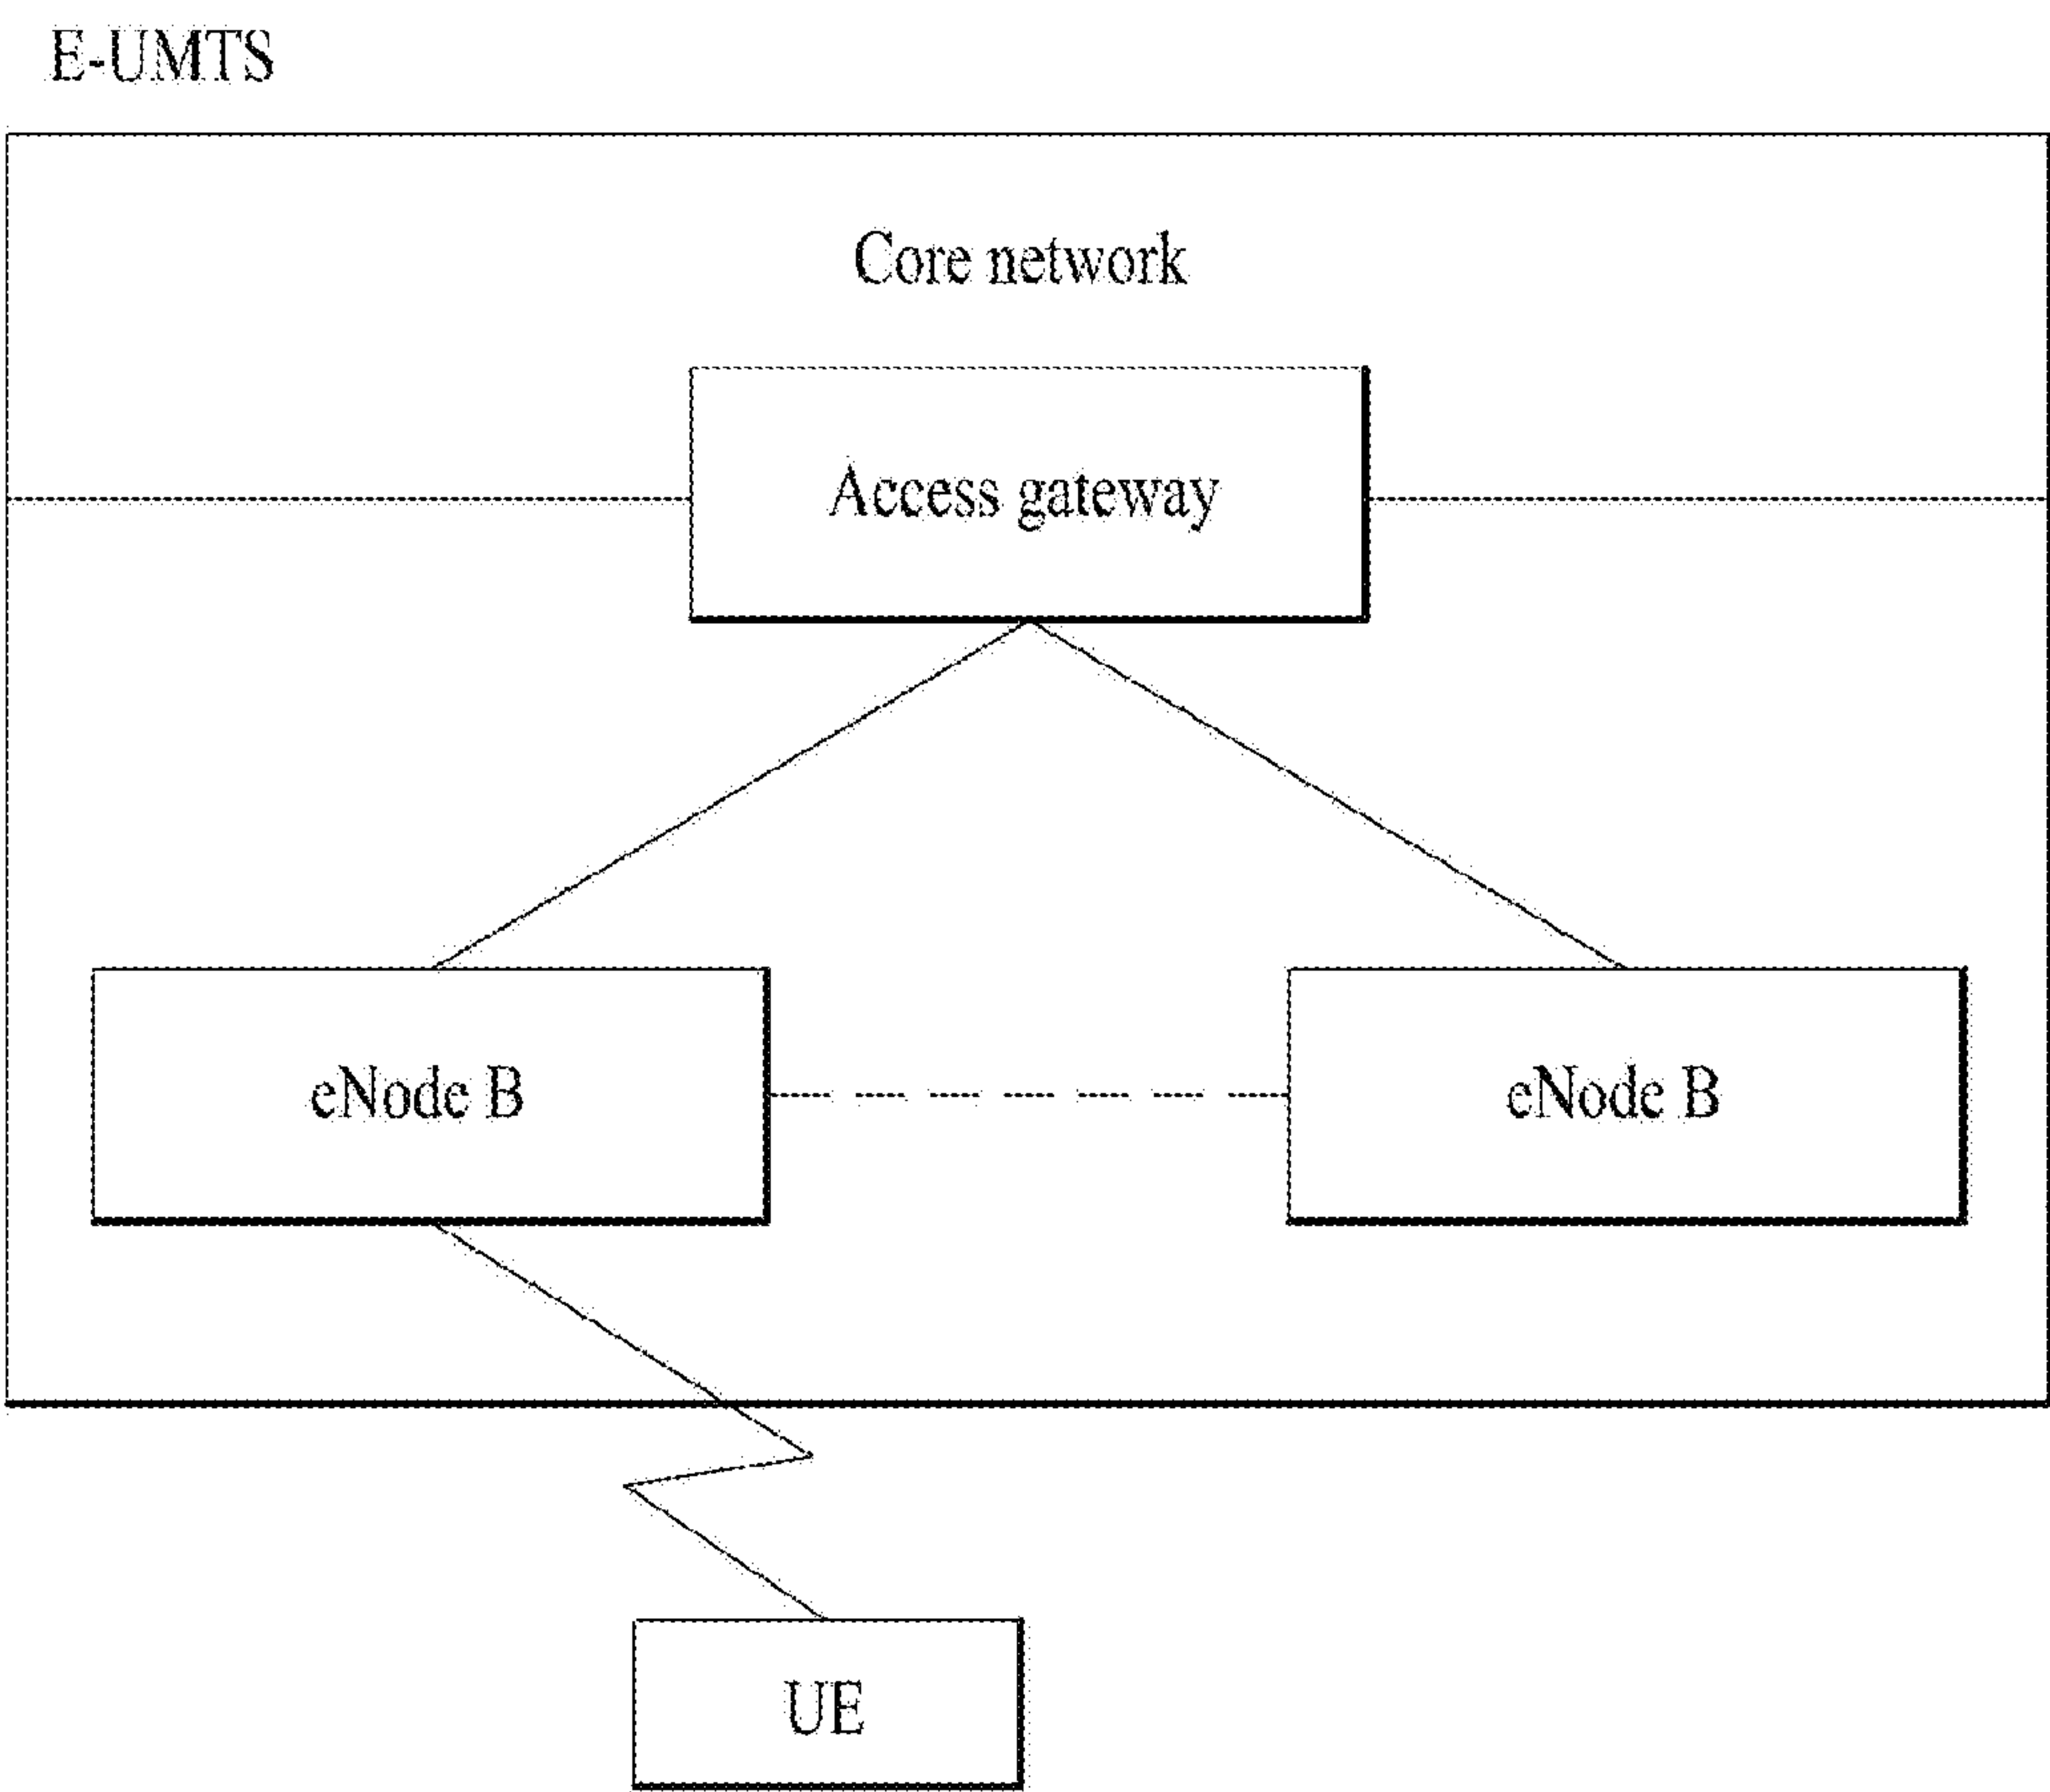 E-UMTS
Core network
Access gateway
eNode B
eNode B
UE